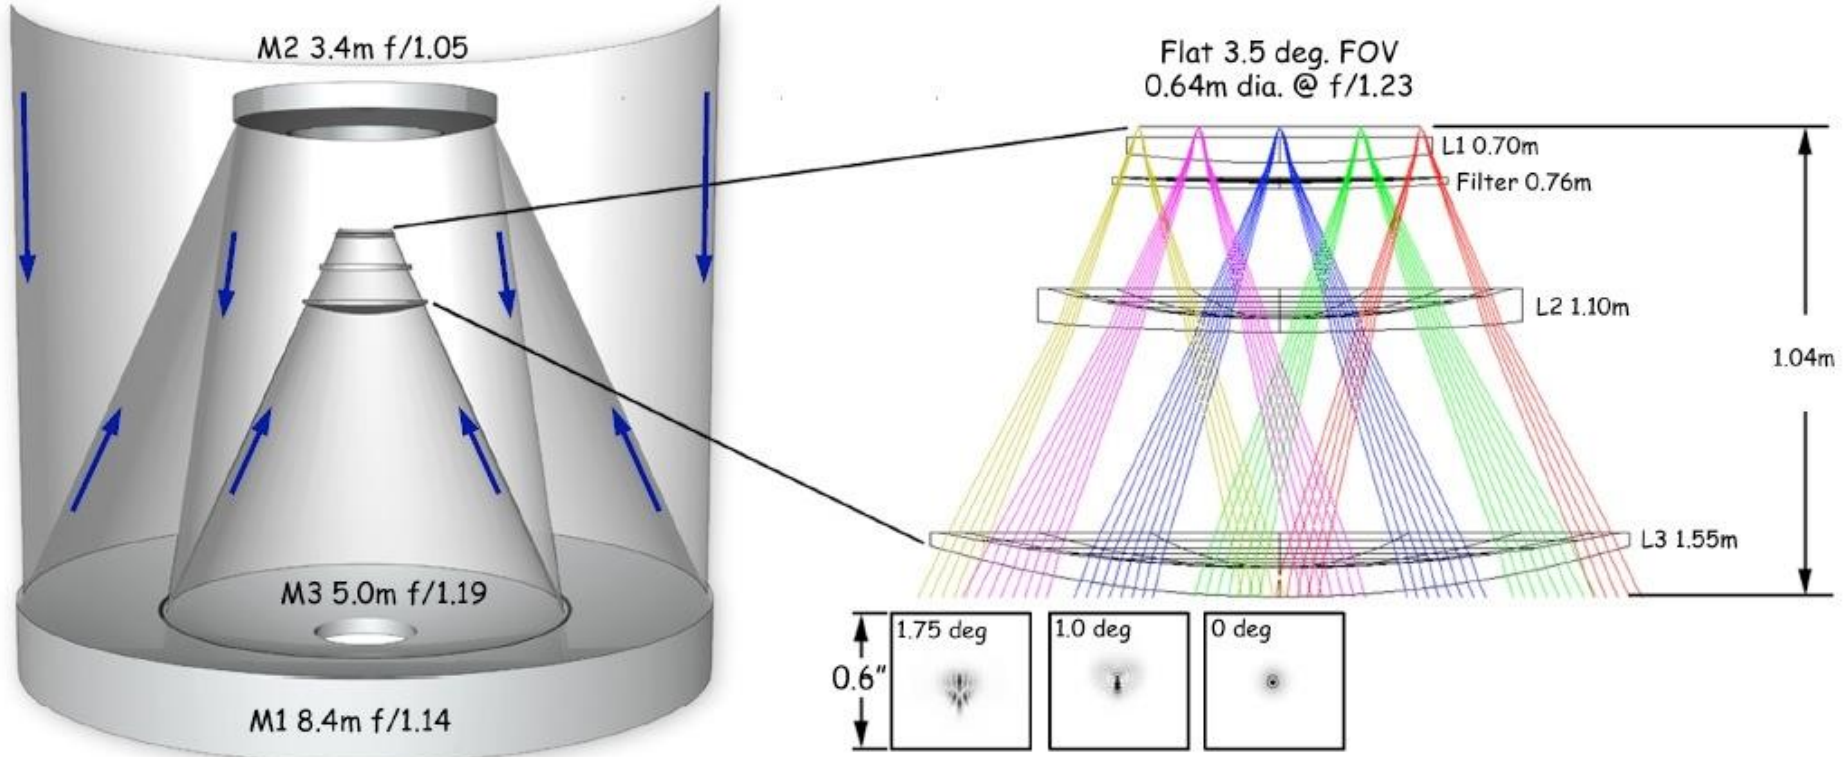 M2 3.4m f/1.05
M3 5.0m f/1.19
M1 8.4m f/1.14
Flat 3.5 deg. FOV
0.64m dia. @ f/1.23
L1 0.70m
Filter 0.76m
L2 1.10m
1.04m
L3 1.55m
1.75 deg
1.0 deg
0 deg
0.6”